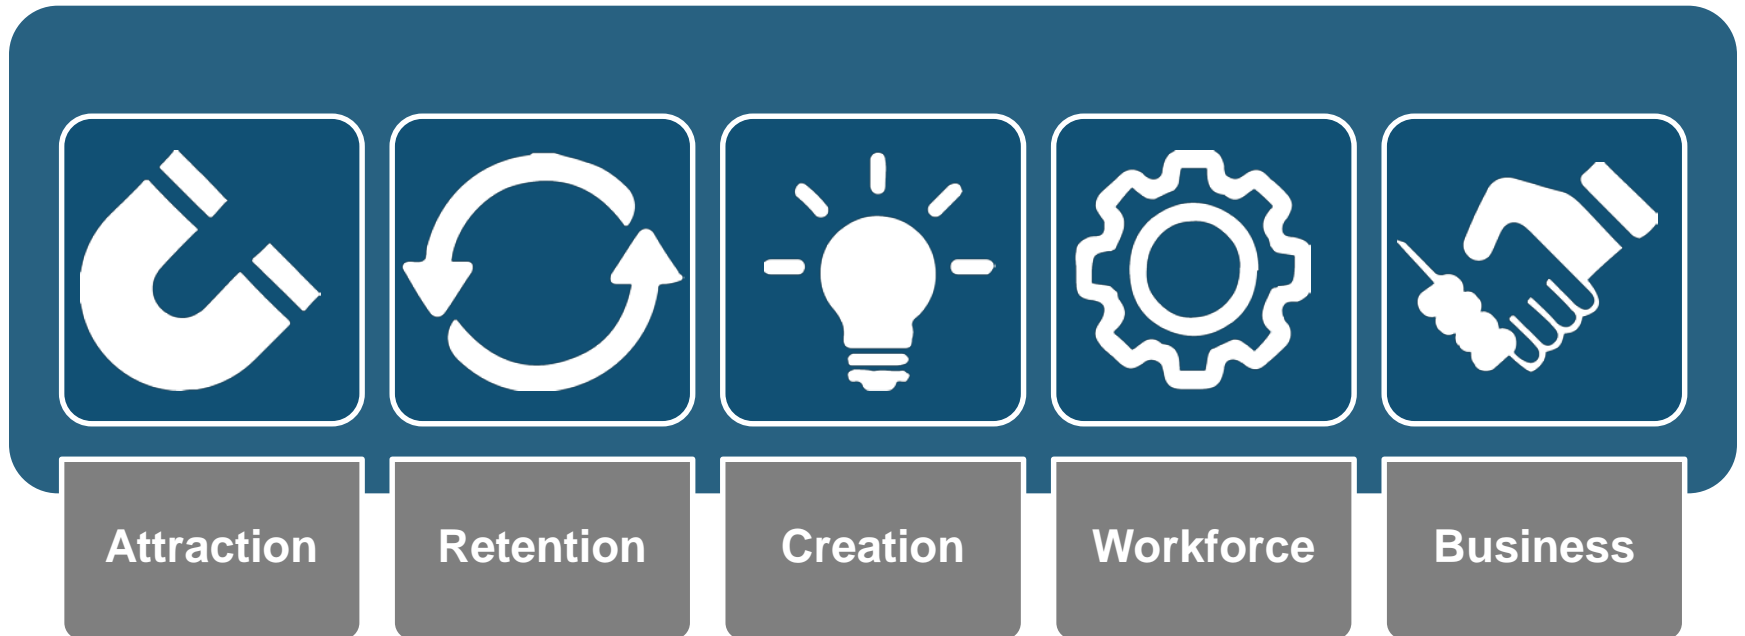 Attraction
Retention
Creation
Workforce
Business